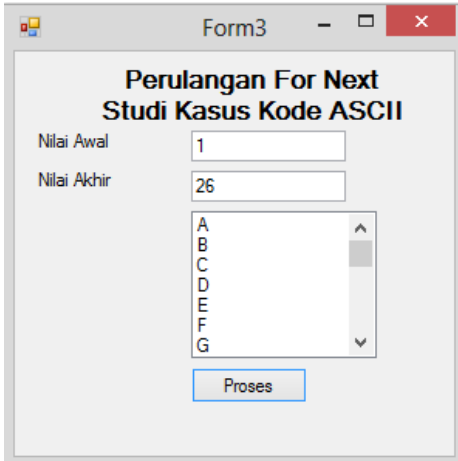 Form3
Perulangan For Next
Studi Kasus Kode ASCII
Nilai Awal
1
Nilai Akhir
26
A
B
C
D
E
F
G
Proses